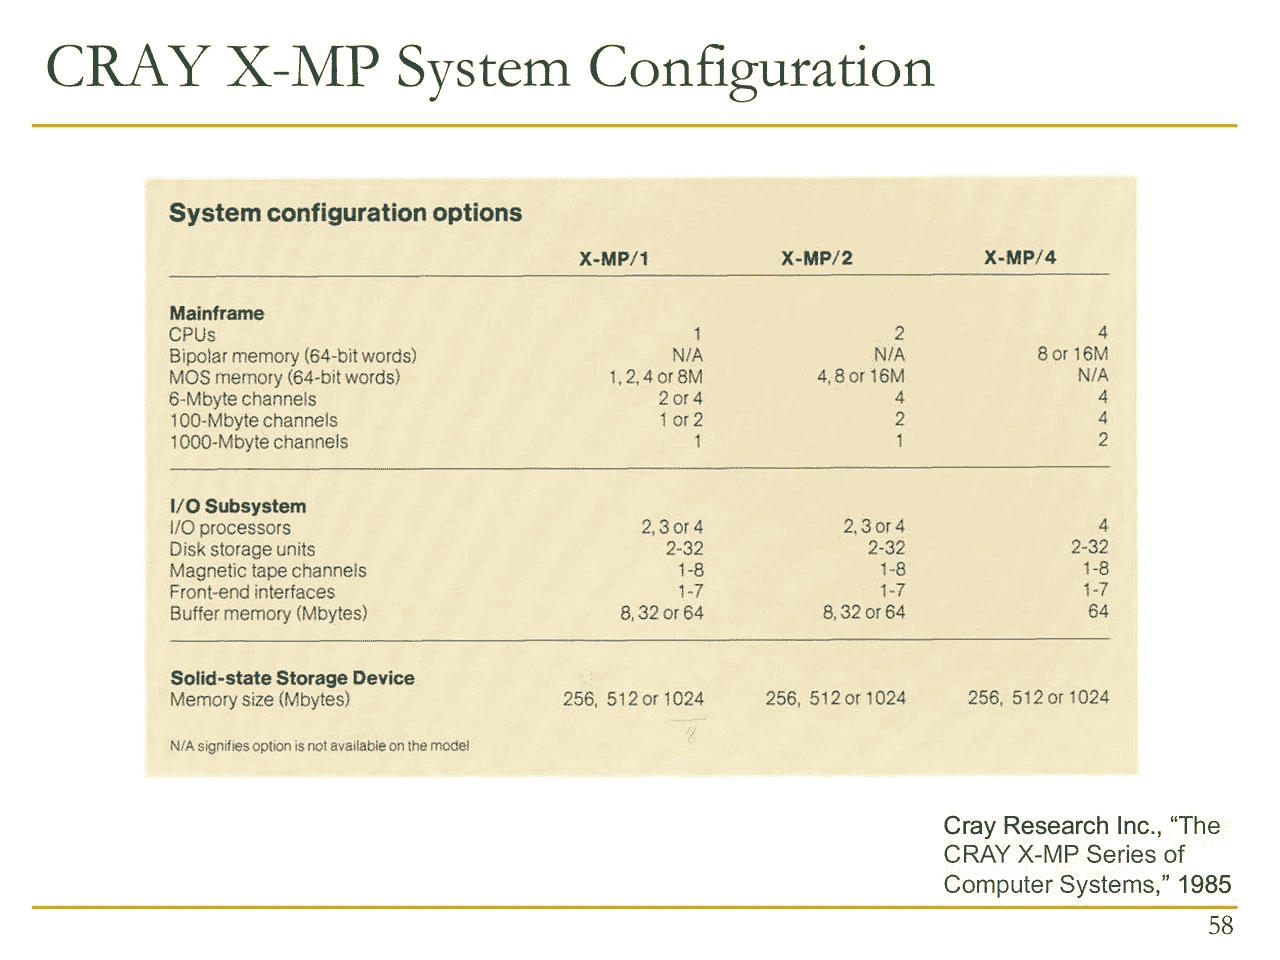 CRAY X-MP System Configuration
System configuration options
X-MP/1 X-MP/2 X-MP/4
Mainframe
CPUs 1 2 4
Bipolar memory (64-bit words) N/A N/A 8 or 16M
MOS memory (64-bit words) 1, 2, 4 or 8M 4, 8 or 16M N/A
6-Mbyte channels 2 or 4 4 4
100-Mbyte channels 1 or 2 2 4
1000-Mbyte channels 1 1 2
I/O Subsystem
I/O processors 2, 3 or 4 2, 3 or 4 4
Disk storage units 2-32 2-32 2-32
Magnetic tape channels 1-8 1-8 1-8
Front-end interfaces 1-7 1-7 1-7
Buffer memory (Mbytes) 8, 32 or 64 8, 32 or 64 64
Solid-state Storage Device
Memory size (Mbytes) 256, 512 or 1024 256, 512 or 1024 256, 512 or 1024
N/A signifies option is not available on the model
Cray Research Inc., “The
CRAY X-MP Series of
Computer Systems,” 1985
58